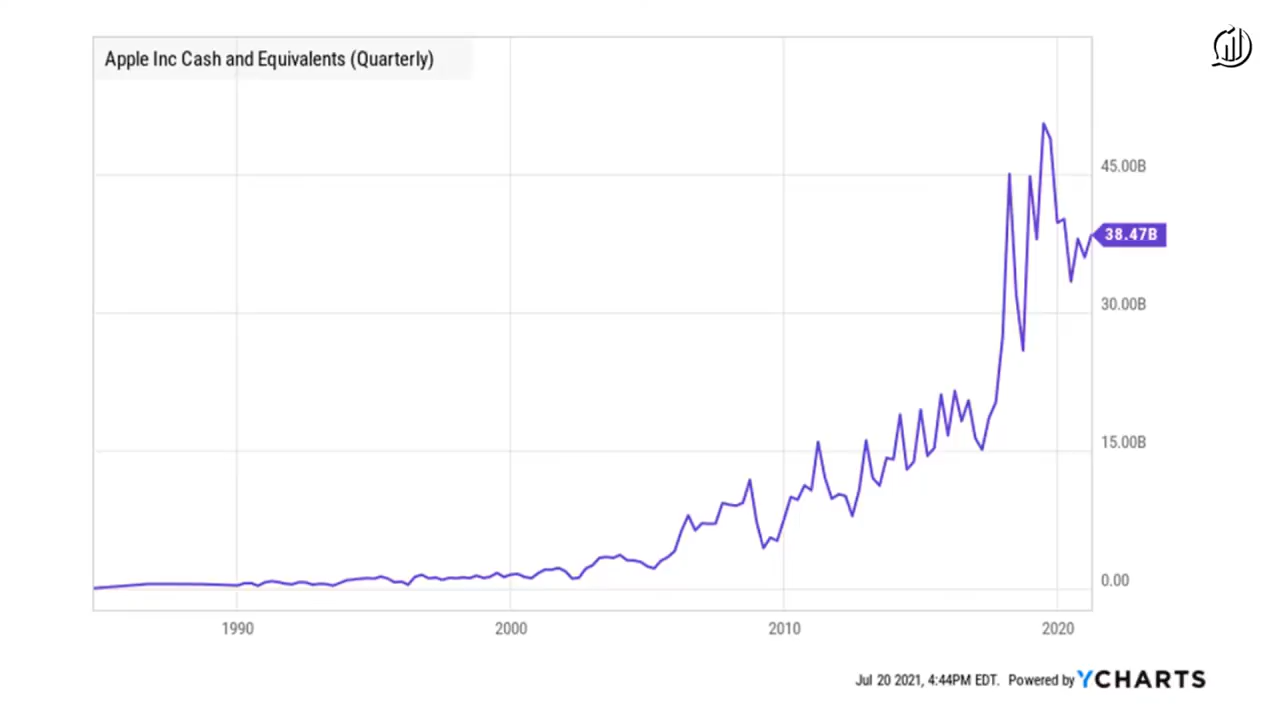 Apple Inc Cash and Equivalents (Quarterly)
45.00B
38.47B
30.00B
15.00B
0.00
1990 2000 2010 2020
Jul 20 2021, 4:44PM EDT. Powered by YCHARTS